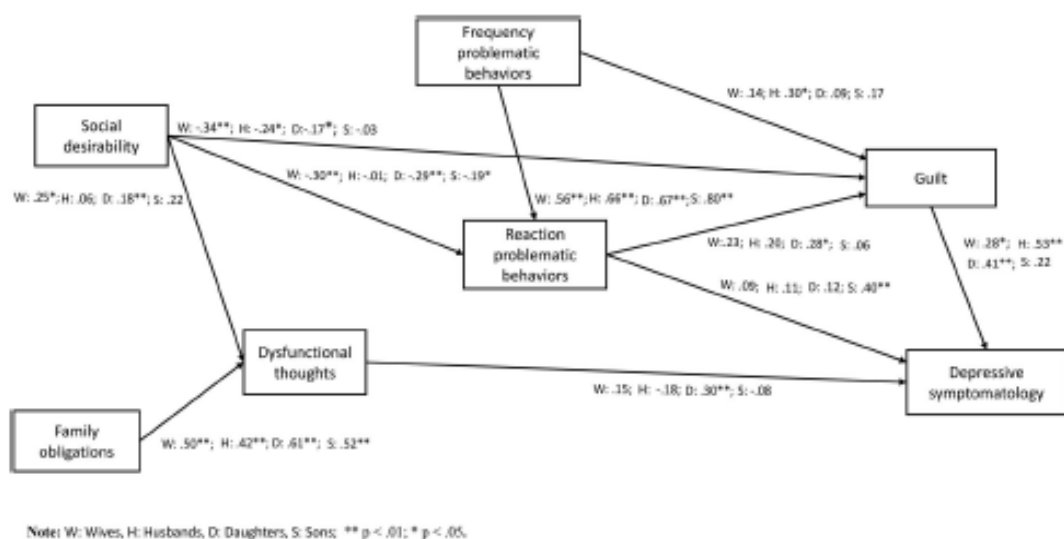 Frequency
problematic
behaviors
W: .14; H: .30*; D: .09; S: .17
Social
desirability
W: -.34**; H: -.24*; D:-.17*; S: -.03
W: -.30**; H: -.01; D: -.29**; S: -.19*
Guilt
W: .25*; H: .06; D: .18**; S: .22
W: .56**; H: .66**; D: .67**; S: .80**
Reaction
problematic
behaviors
W:.23; H: .20; D: .28*; S: .06
W: .28*; H: .53**
D: .41**; S: .22
W: .09; H: .11; D: .12; S: .40**
Dysfunctional
thoughts
Depressive
symptomatology
W: .15; H: -.18; D: .30**; S: -.08
Family
obligations
W: .50**; H: .42**; D: .61**; S: .52**
Note: W: Wives, H: Husbands, D: Daughters, S: Sons; ** p < .01; * p < .05.